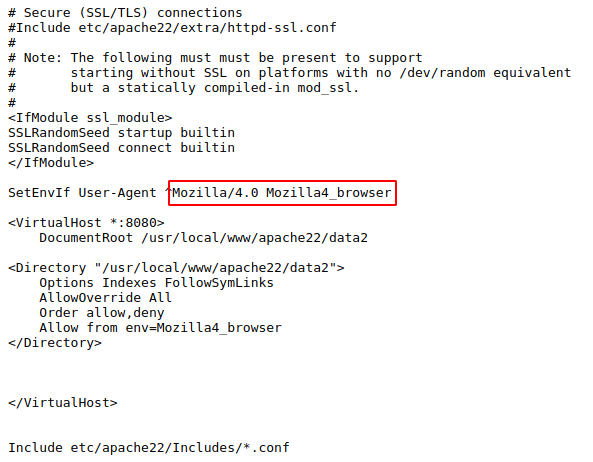 # Secure (SSL/TLS) connections
#Include etc/apache22/extra/httpd-ssl.conf
#
# Note: The following must must be present to support
#       starting without SSL on platforms with no /dev/random equivalent
#       but a statically compiled-in mod_ssl.
#
<IfModule ssl_module>
SSLRandomSeed startup builtin
SSLRandomSeed connect builtin
</IfModule>
SetEnvIf User-Agent ^Mozilla/4.0 Mozilla4_browser
<VirtualHost *:8080>
    DocumentRoot /usr/local/www/apache22/data2
<Directory "/usr/local/www/apache22/data2">
    Options Indexes FollowSymLinks
    AllowOverride All
    Order allow,deny
    Allow from env=Mozilla4_browser
</Directory>
</VirtualHost>
Include etc/apache22/Includes/*.conf